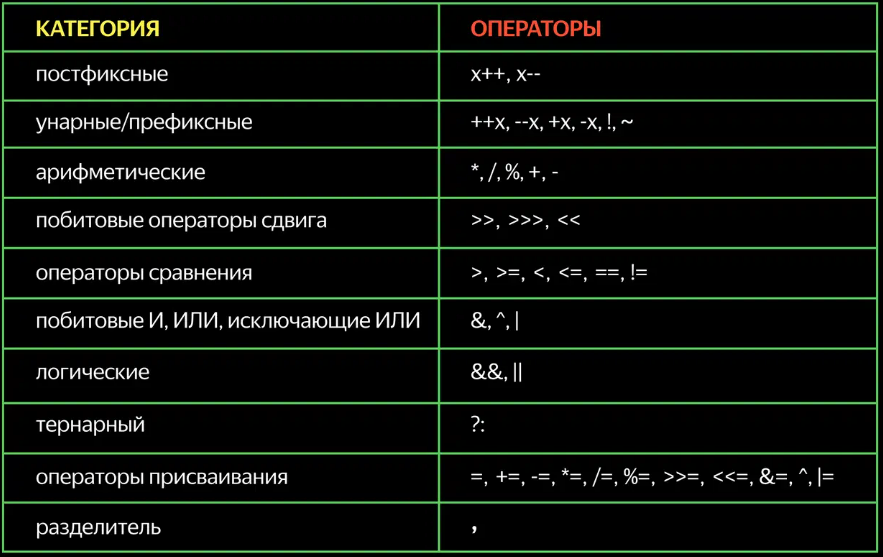 КАТЕГОРИЯ ОПЕРАТОРЫ
постфиксные x++, x--
унарные/префиксные ++x, --x, +x, -x, !, ~
арифметические *, /, %, +, -
побитовые операторы сдвига >>, >>>, <<
операторы сравнения >, >=, <, <=, ==, !=
побитовые И, ИЛИ, исключающие ИЛИ &, ^, |
логические &&, ||
тернарный ?:
операторы присваивания =, +=, -=, *=, /=, %=, >>=, <<=, &=, ^, |=
разделитель ,